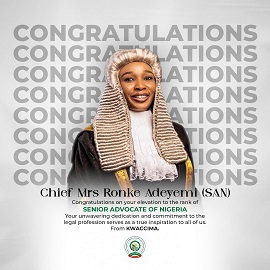 CONGRATULATIONS
CONGRATULATIONS
CONGRATULATIONS
CONGRATULATIONS
CONGRATULATIONS
CONGRATULATIONS
CONGRATULATIONS
CONGRATULATIONS
Chief Mrs Ronke Adeyemi (SAN)
Congratulations on your elevation to the rank of
SENIOR ADVOCATE OF NIGERIA
Your unwavering dedication and commitment to the
legal profession serves as a true inspiration to all of us.
From KWACCIMA.